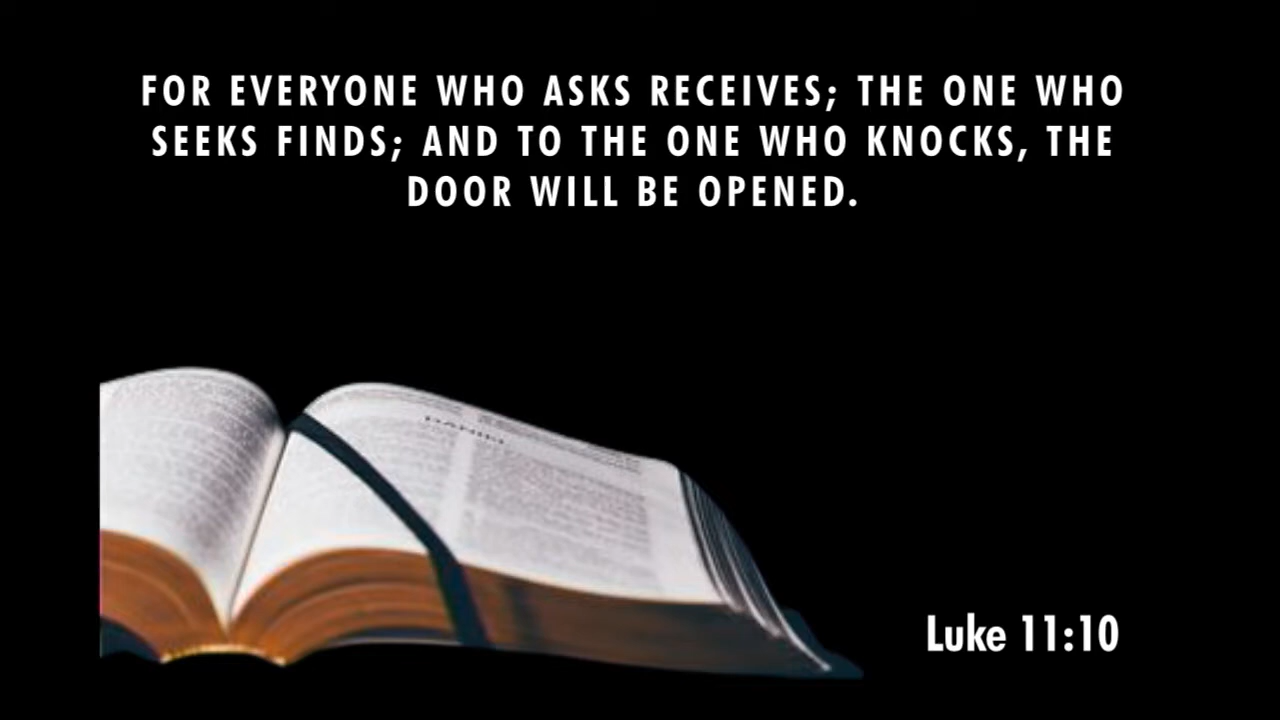 FOR EVERYONE WHO ASKS RECEIVES; THE ONE WHO
SEEKS FINDS; AND TO THE ONE WHO KNOCKS, THE
DOOR WILL BE OPENED.
DANIEL
Luke 11:10